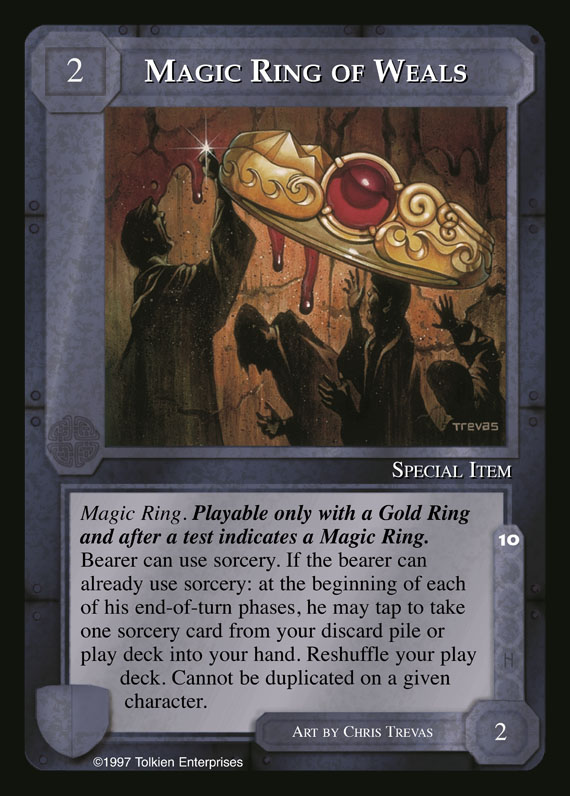 2
MAGIC RING OF WEALS
TREVAS
SPECIAL ITEM
Magic Ring. Playable only with a Gold Ring
and after a test indicates a Magic Ring.
Bearer can use sorcery. If the bearer can
already use sorcery: at the beginning of each
of his end-of-turn phases, he may tap to take
one sorcery card from your discard pile or
play deck into your hand. Reshuffle your play
deck. Cannot be duplicated on a given
character.
10
H
ART BY CHRIS TREVAS
2
©1997 Tolkien Enterprises